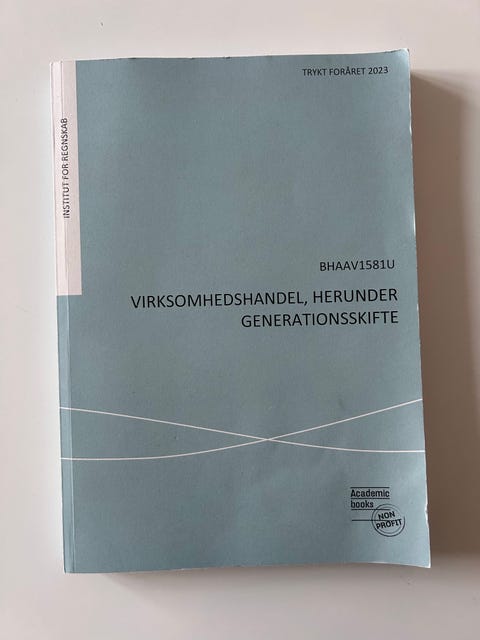 TRYKT FORÅRET 2023
INSTITUT FOR REGNSKAB
BHAAV1581U
VIRKSOMHEDSHANDEL, HERUNDER
GENERATIONSSKIFTE
Academic
books
NON
PROFIT